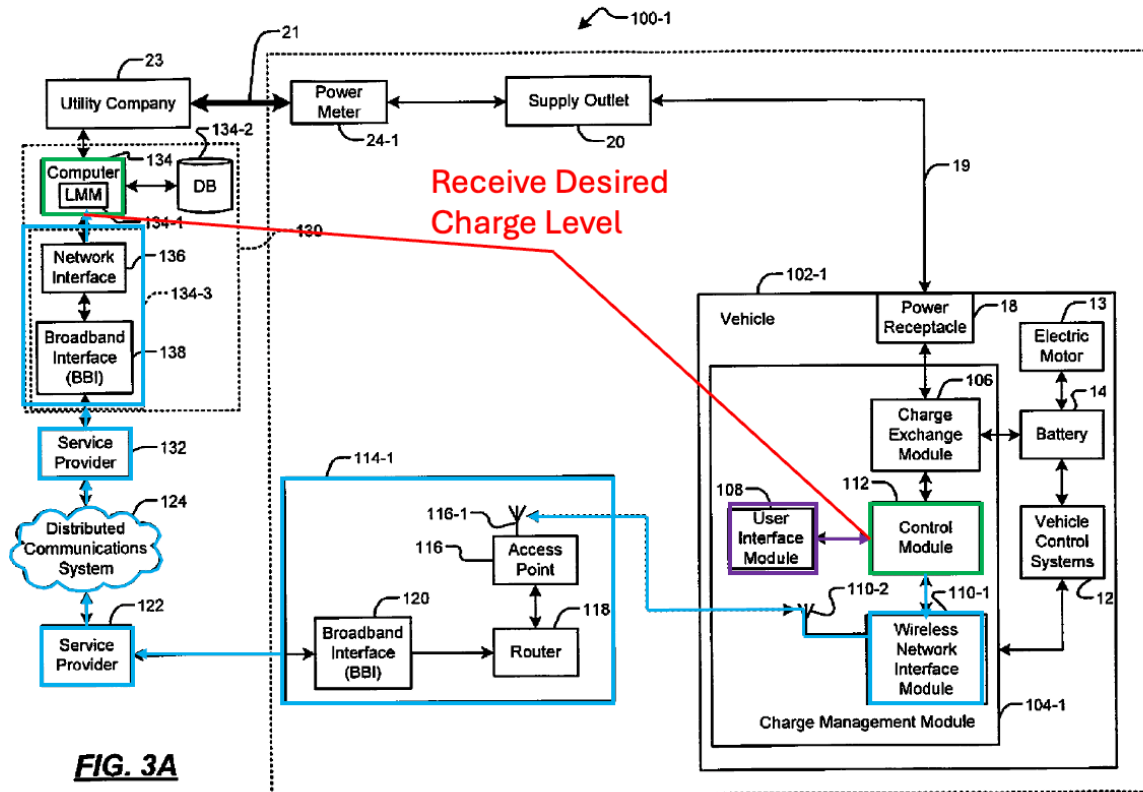 100-1
23
21
Utility Company
Power
Meter
24-1
Supply Outlet
20
134-2
134
Computer
LMM
134-1
DB
130
19
Receive Desired
Charge Level
Network
Interface
136
134-3
Broadband
Interface
(BBI)
138
102-1
Vehicle
Power
Receptacle
18
13
Electric
Motor
106
14
Charge
Exchange
Module
Battery
Service
Provider
132
114-1
124
Distributed
Communications
System
108
User
Interface
Module
112
Control
Module
Vehicle
Control
Systems
12
116-1
116
Access
Point
110-2
110-1
122
Service
Provider
120
Broadband
Interface
(BBI)
118
Router
Wireless
Network
Interface
Module
Charge Management Module
104-1
FIG. 3A